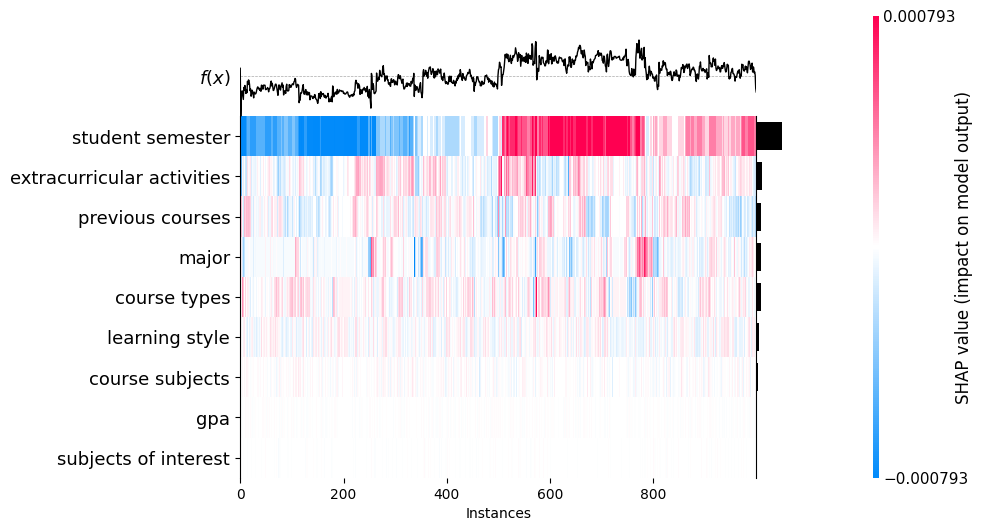 0.000793
f(x)
student semester
extracurricular activities
previous courses
major
course types
learning style
course subjects
gpa
subjects of interest
SHAP value (impact on model output)
−0.000793
0 200 400 600 800
Instances